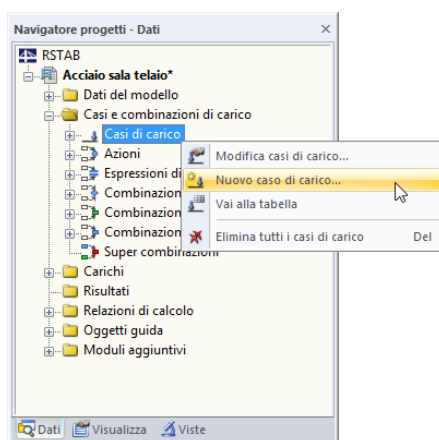 Navigatore progetti - Dati
RSTAB
Acciaio sala telaio*
Dati del modello
Casi e combinazioni di carico
Casi di carico
Azioni
Modifica casi di carico...
Espressioni di
Nuovo caso di carico...
Combinazion
Vai alla tabella
Combinazion
Combinazion
Elimina tutti i casi di carico Del
Super combinazioni
Carichi
Risultati
Relazioni di calcolo
Oggetti guida
Moduli aggiuntivi
Dati Visualizza Viste